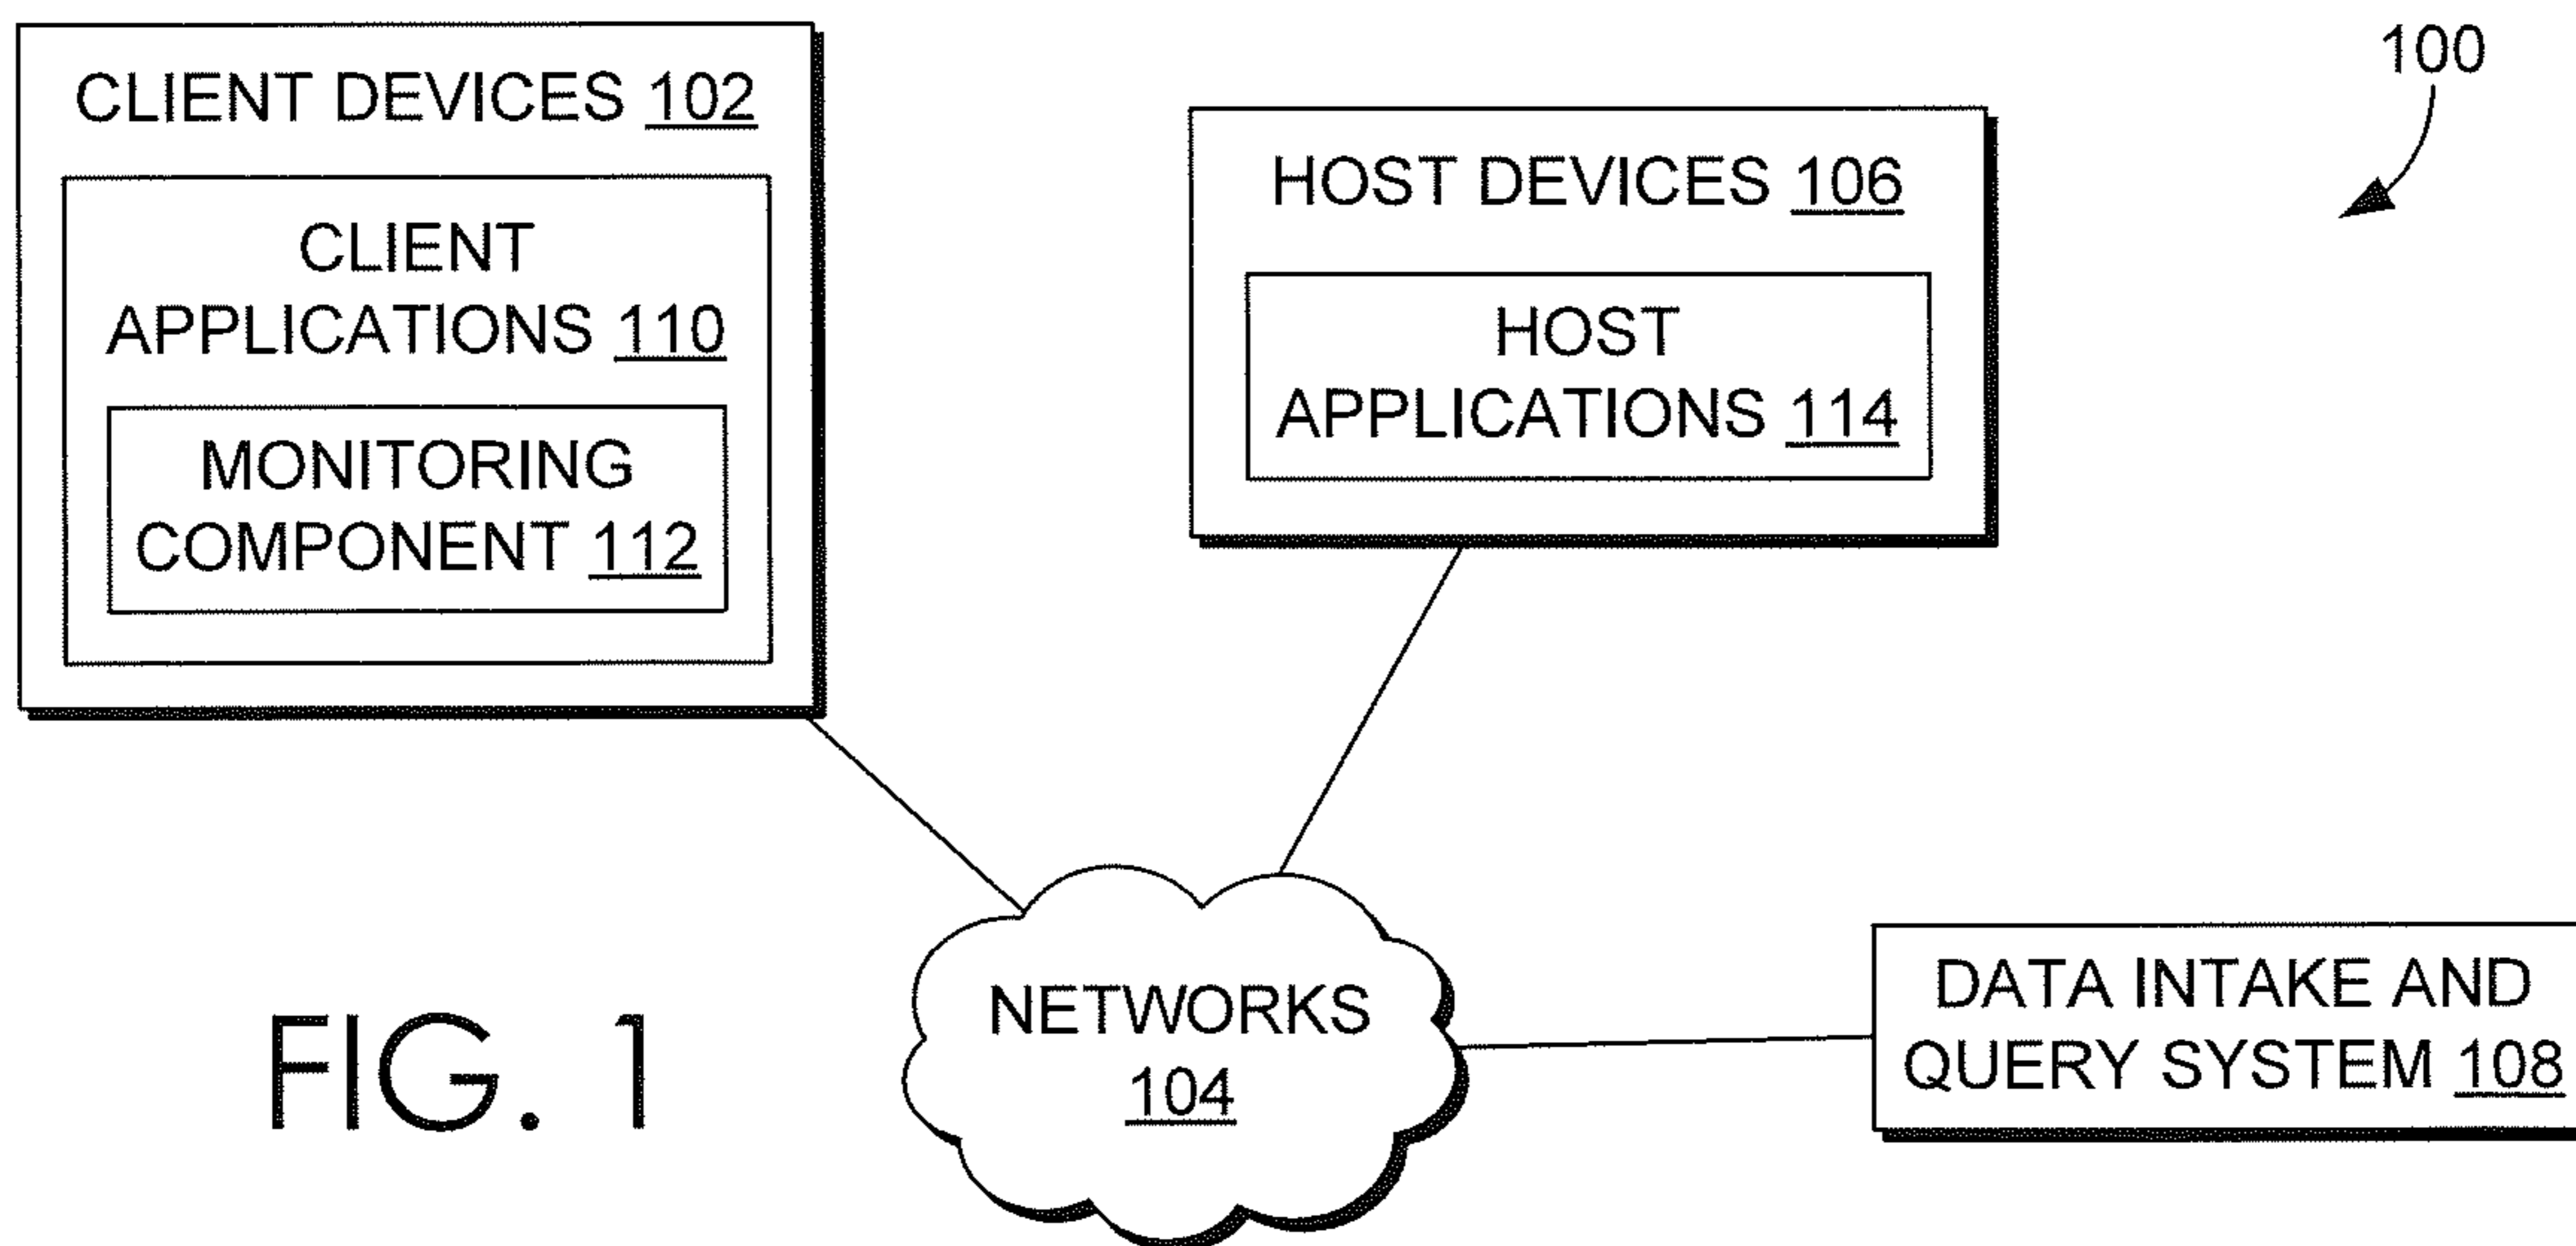 100
CLIENT DEVICES 102
CLIENT
APPLICATIONS 110
MONITORING
COMPONENT 112
HOST DEVICES 106
HOST
APPLICATIONS 114
NETWORKS
104
DATA INTAKE AND
QUERY SYSTEM 108
FIG. 1